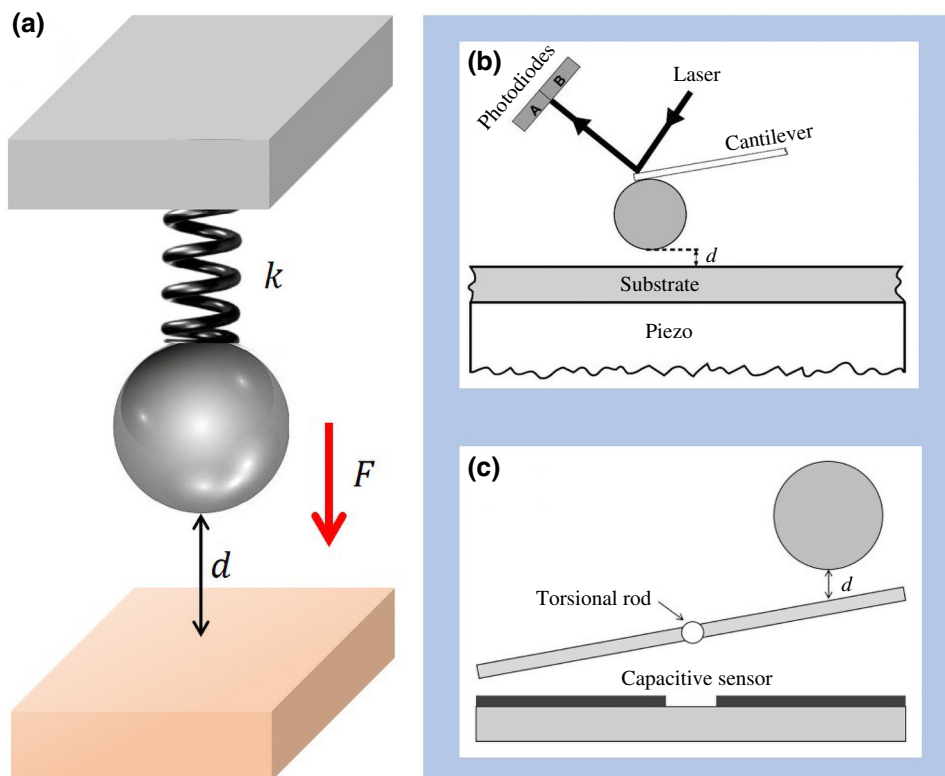 (a)
k
F
d
(b)
Photodiodes
A
B
Laser
Cantilever
d
Substrate
Piezo
(c)
d
Torsional rod
Capacitive sensor